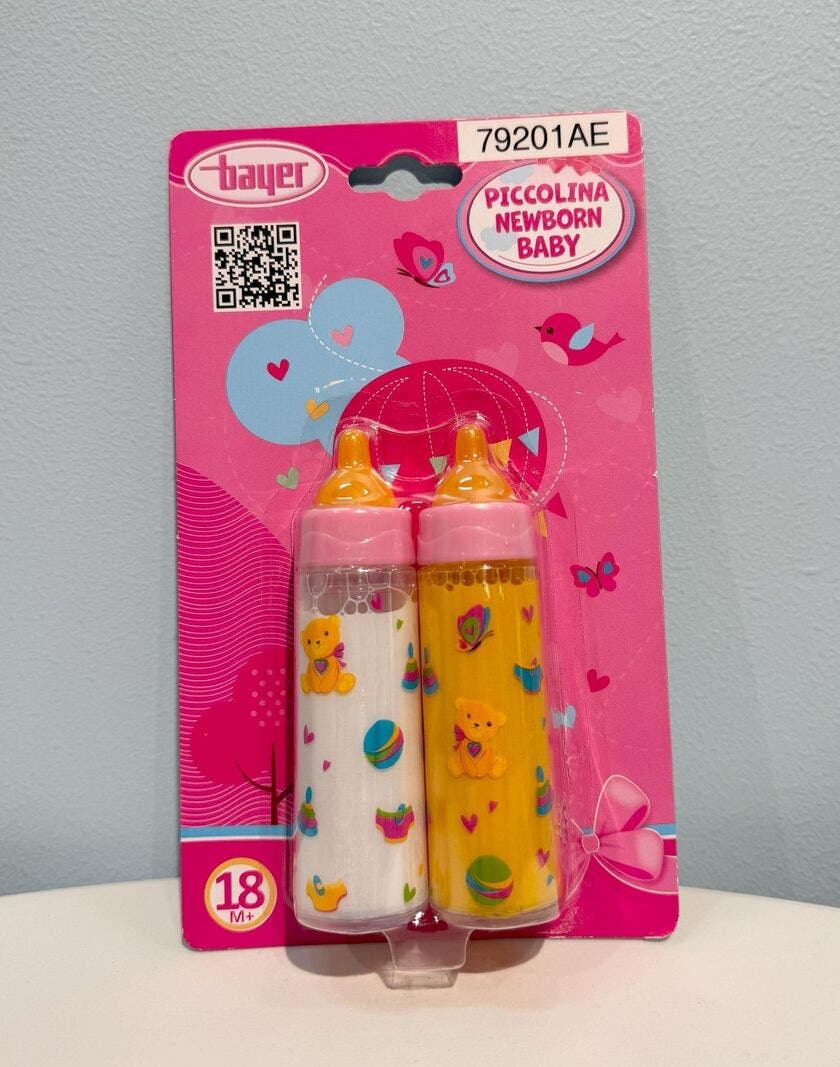 79201AE
bayer
PICCOLINA
NEWBORN
BABY
18
M+